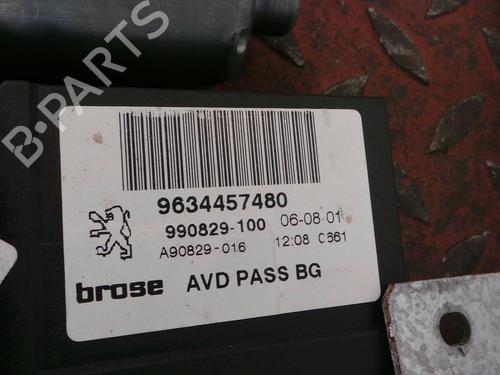 9634457480
990829-100 06-08-01
A90829-016 12:08 C661
brose AVD PASS BG
B-PARTS